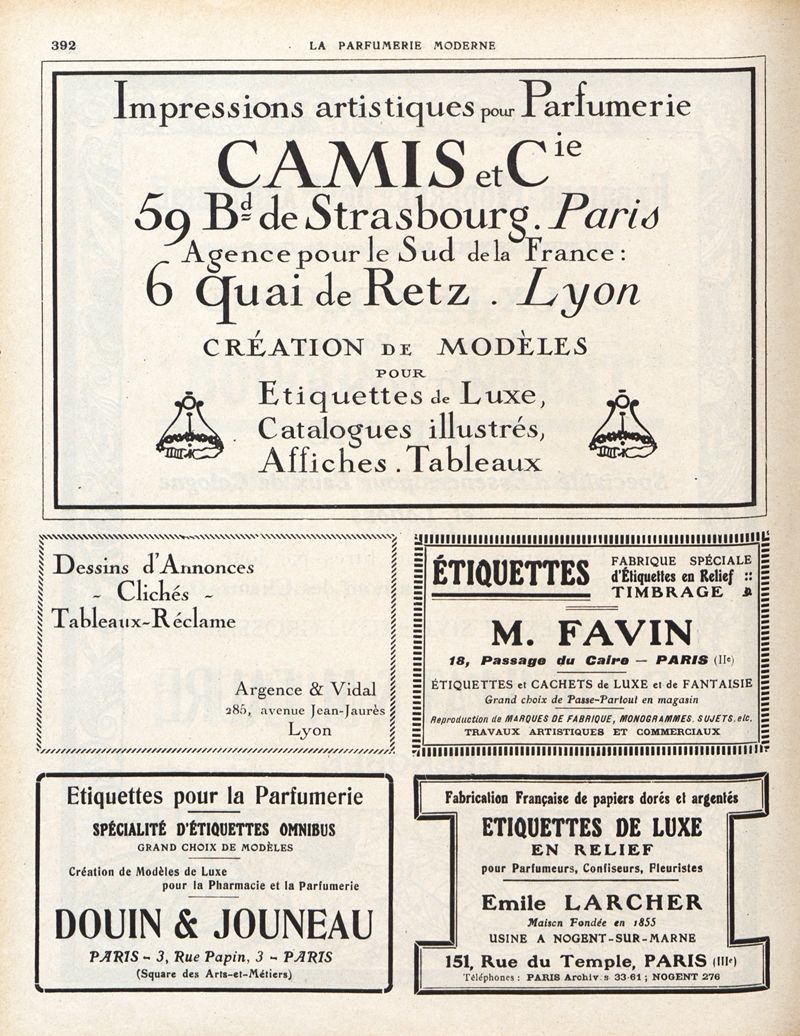 392
LA PARFUMERIE MODERNE
Impressions artistiques pour Parfumerie
CAMIS et Cie
59 Bd de Strasbourg. Paris
Agence pour le Sud de la France :
6 Quai de Retz . Lyon
CRÉATION DE MODÈLES
POUR
Etiquettes de Luxe,
Catalogues illustrés,
Affiches . Tableaux
Dessins d'Annonces
- Clichés -
Tableaux-Réclame
Argence & Vidal
285, avenue Jean-Jaurès
Lyon
ÉTIQUETTES
FABRIQUE SPÉCIALE
d'Étiquettes en Relief ::
TIMBRAGE
M. FAVIN
18, Passage du Caire — PARIS (IIe)
ÉTIQUETTES et CACHETS de LUXE et de FANTAISIE
Grand choix de Passe-Partout en magasin
Reproduction de MARQUES DE FABRIQUE, MONOGRAMMES, SUJETS, etc.
TRAVAUX ARTISTIQUES ET COMMERCIAUX
Etiquettes pour la Parfumerie
SPÉCIALITÉ D'ÉTIQUETTES OMNIBUS
GRAND CHOIX DE MODÈLES
Création de Modèles de Luxe
pour la Pharmacie et la Parfumerie
DOUIN & JOUNEAU
PARIS - 3, Rue Papin, 3 - PARIS
(Square des Arts-et-Métiers)
Fabrication Française de papiers dorés et argentés
ETIQUETTES DE LUXE
EN RELIEF
pour Parfumeurs, Confiseurs, Fleuristes
Emile LARCHER
Maison Fondée en 1855
USINE A NOGENT-SUR-MARNE
151, Rue du Temple, PARIS (IIIe)
Téléphones : PARIS Archiv.s 33-61 ; NOGENT 276